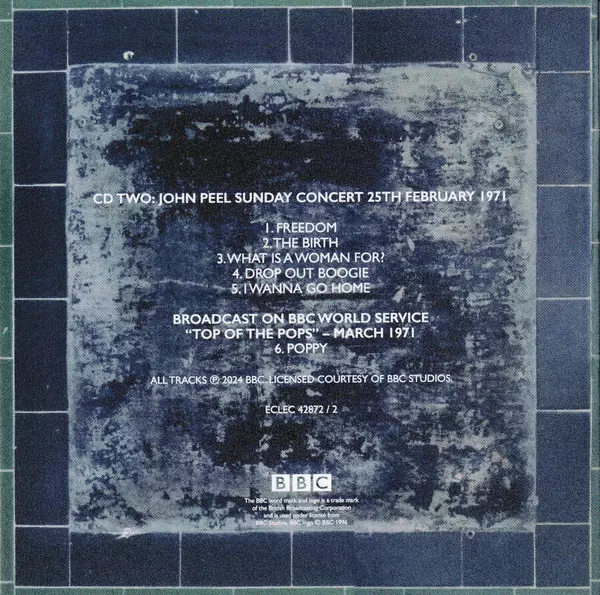 CD TWO: JOHN PEEL SUNDAY CONCERT 25TH FEBRUARY 1971
1. FREEDOM
2. THE BIRTH
3. WHAT IS A WOMAN FOR?
4. DROP OUT BOOGIE
5. I WANNA GO HOME
BROADCAST ON BBC WORLD SERVICE
“TOP OF THE POPS” – MARCH 1971
6. POPPY
ALL TRACKS ℗ 2024 BBC. LICENSED COURTESY OF BBC STUDIOS.
ECLEC 42872 / 2
BBC
The BBC word mark and logo is a trade mark
of the British Broadcasting Corporation
and is used under license from
BBC Studios. BBC logo © BBC 1996